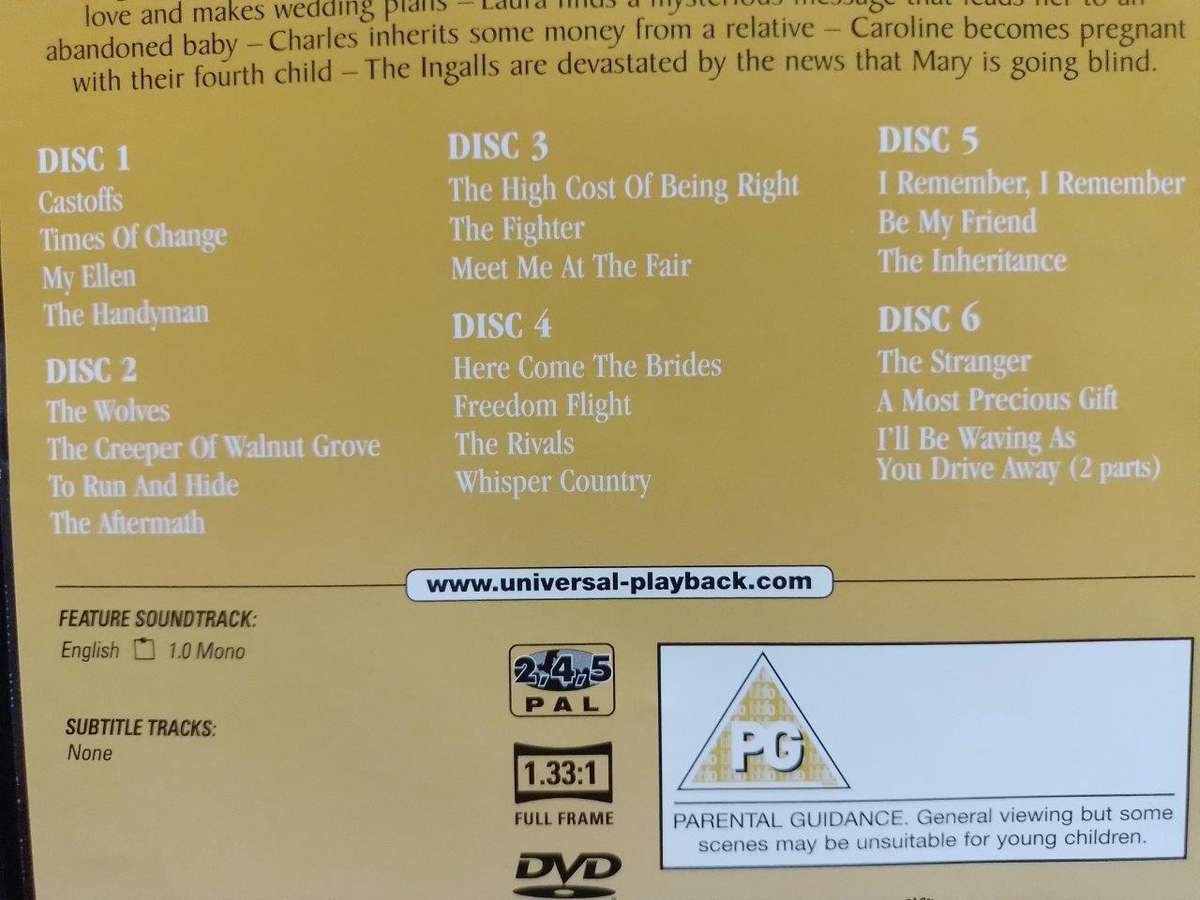 love and makes wedding plans – Laura finds a mysterious message that leads her to an
abandoned baby – Charles inherits some money from a relative – Caroline becomes pregnant
with their fourth child – The Ingalls are devastated by the news that Mary is going blind.
DISC 1
Castoffs
Times Of Change
My Ellen
The Handyman
DISC 2
The Wolves
The Creeper Of Walnut Grove
To Run And Hide
The Aftermath
DISC 3
The High Cost Of Being Right
The Fighter
Meet Me At The Fair
DISC 4
Here Come The Brides
Freedom Flight
The Rivals
Whisper Country
DISC 5
I Remember, I Remember
Be My Friend
The Inheritance
DISC 6
The Stranger
A Most Precious Gift
I'll Be Waving As
You Drive Away (2 parts)
www.universal-playback.com
FEATURE SOUNDTRACK:
English 1.0 Mono
SUBTITLE TRACKS:
None
2,4,5
PAL
1.33:1
FULL FRAME
DVD
PG
PARENTAL GUIDANCE. General viewing but some
scenes may be unsuitable for young children.